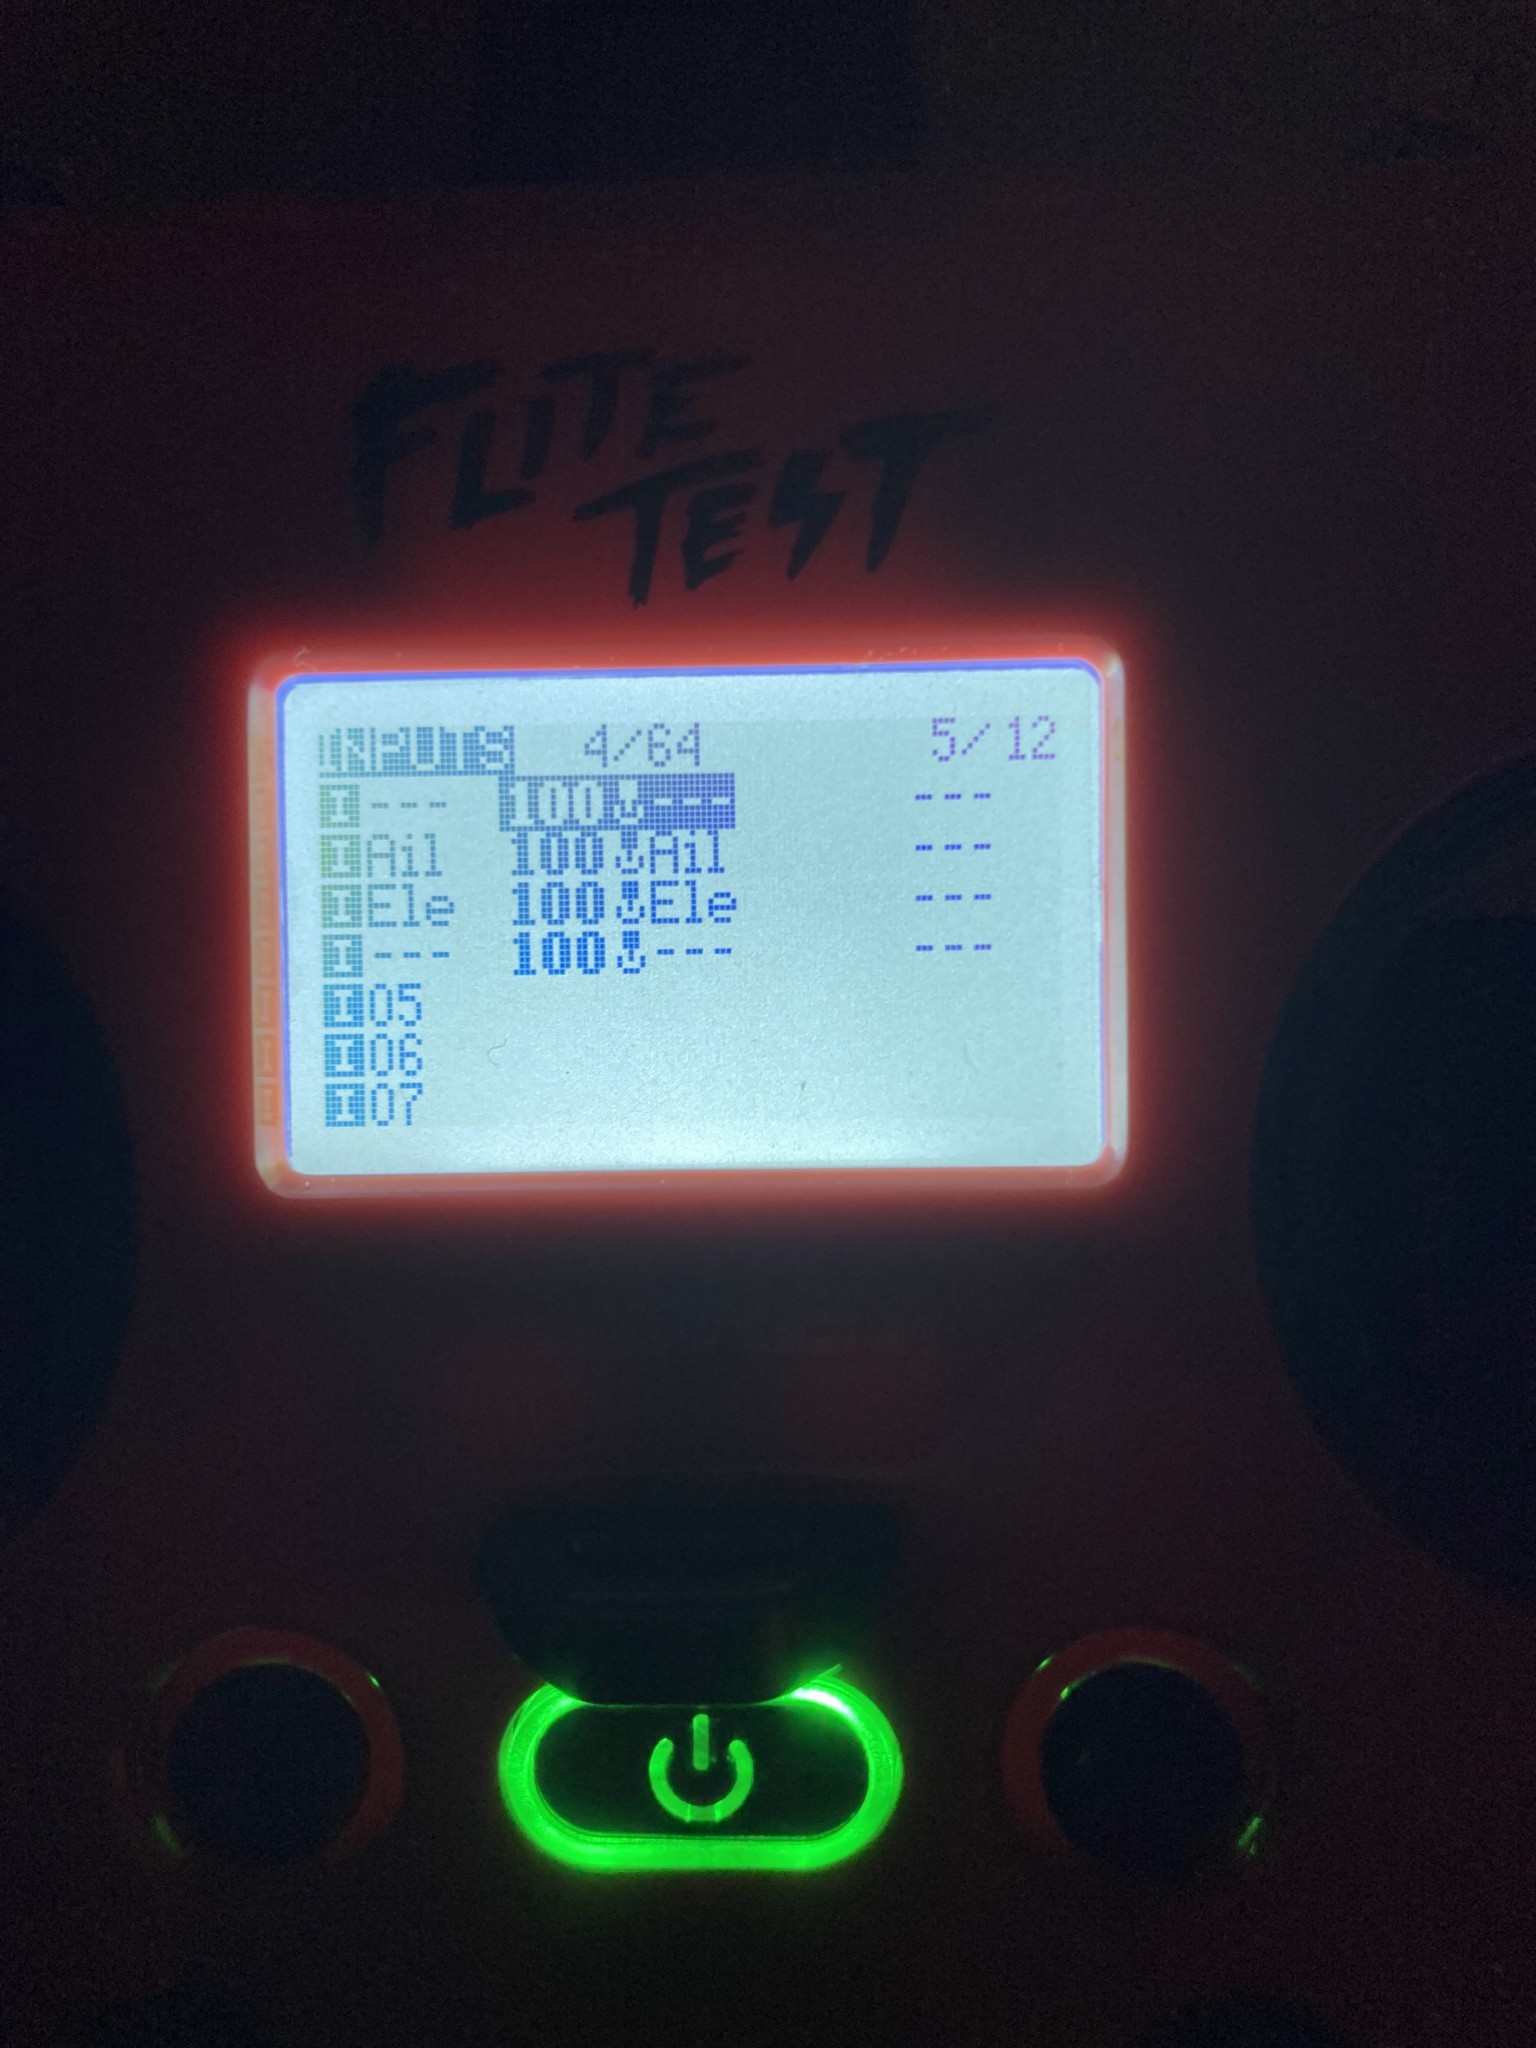 FLITE
TEST
INPUTS 4/64 5/12
I--- 100 --- ---
IAil 100 Ail ---
IEle 100 Ele ---
I--- 100 --- ---
I05
I06
I07